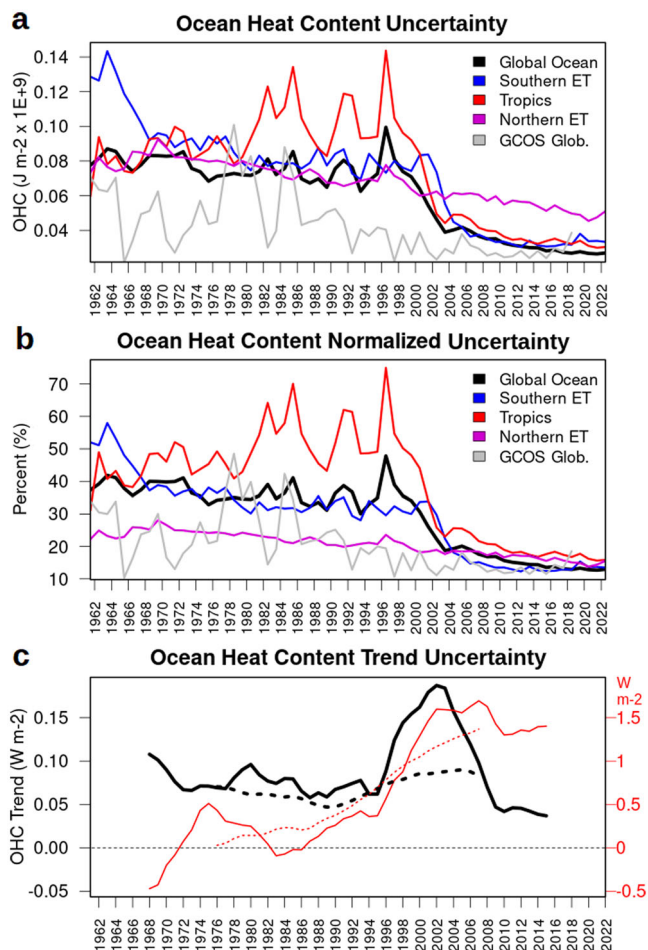 a
Ocean Heat Content Uncertainty
OHC (J m-2 x 1E+9)
0.14
0.12
0.10
0.08
0.06
0.04
Global Ocean
Southern ET
Tropics
Northern ET
GCOS Glob.
1962 1964 1966 1968 1970 1972 1974 1976 1978 1980 1982 1984 1986 1988 1990 1992 1994 1996 1998 2000 2002 2004 2006 2008 2010 2012 2014 2016 2018 2020 2022
b
Ocean Heat Content Normalized Uncertainty
Percent (%)
70
60
50
40
30
20
10
Global Ocean
Southern ET
Tropics
Northern ET
GCOS Glob.
1962 1964 1966 1968 1970 1972 1974 1976 1978 1980 1982 1984 1986 1988 1990 1992 1994 1996 1998 2000 2002 2004 2006 2008 2010 2012 2014 2016 2018 2020 2022
c
Ocean Heat Content Trend Uncertainty
OHC Trend (W m-2)
0.15
0.10
0.05
0.00
-0.05
W
m-2
1.5
1
0.5
0
-0.5
1962 1964 1966 1968 1970 1972 1974 1976 1978 1980 1982 1984 1986 1988 1990 1992 1994 1996 1998 2000 2002 2004 2006 2008 2010 2012 2014 2016 2018 2020 2022